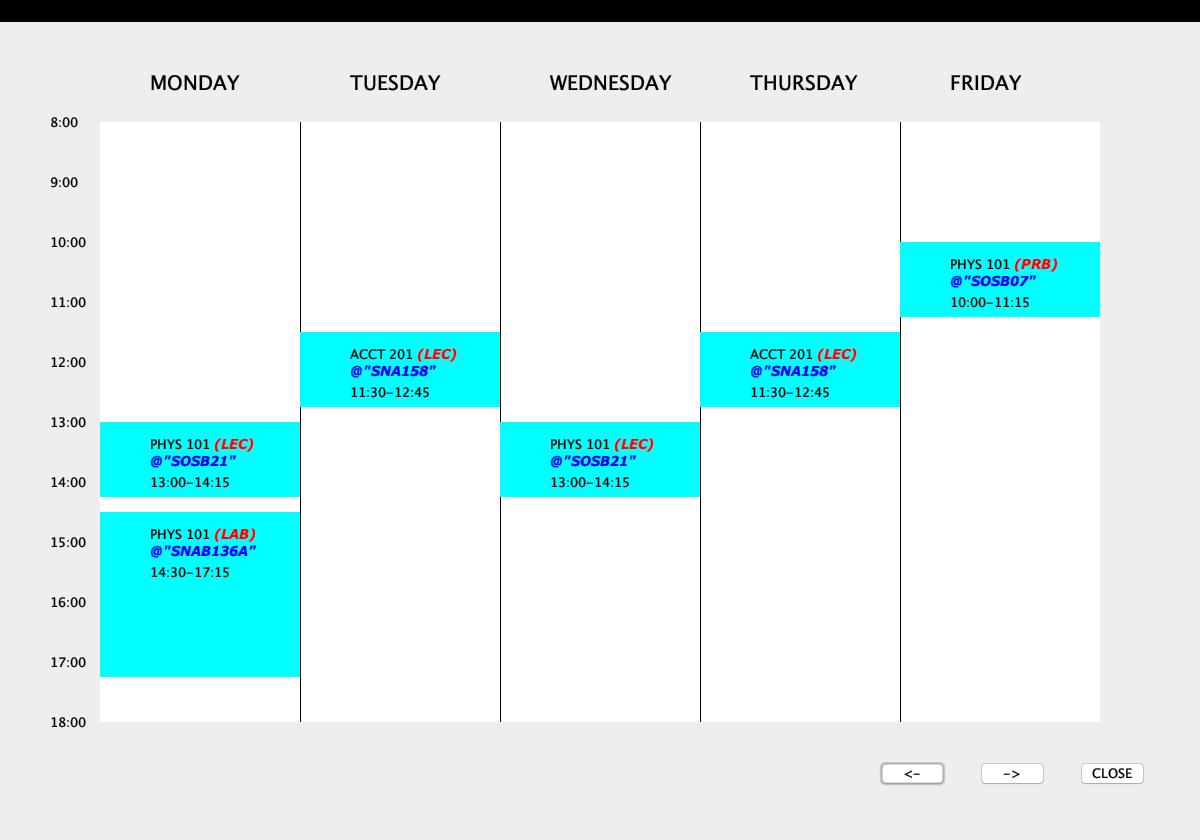 MONDAY TUESDAY WEDNESDAY THURSDAY FRIDAY
8:00
9:00
10:00
PHYS 101 (PRB)
@"SOSB07"
11:00
10:00-11:15
ACCT 201 (LEC)
@"SNA158"
11:30-12:45
ACCT 201 (LEC)
@"SNA158"
11:30-12:45
12:00
13:00
PHYS 101 (LEC)
@"SOSB21"
13:00-14:15
PHYS 101 (LEC)
@"SOSB21"
13:00-14:15
14:00
PHYS 101 (LAB)
@"SNAB136A"
14:30-17:15
15:00
16:00
17:00
18:00
<- -> CLOSE